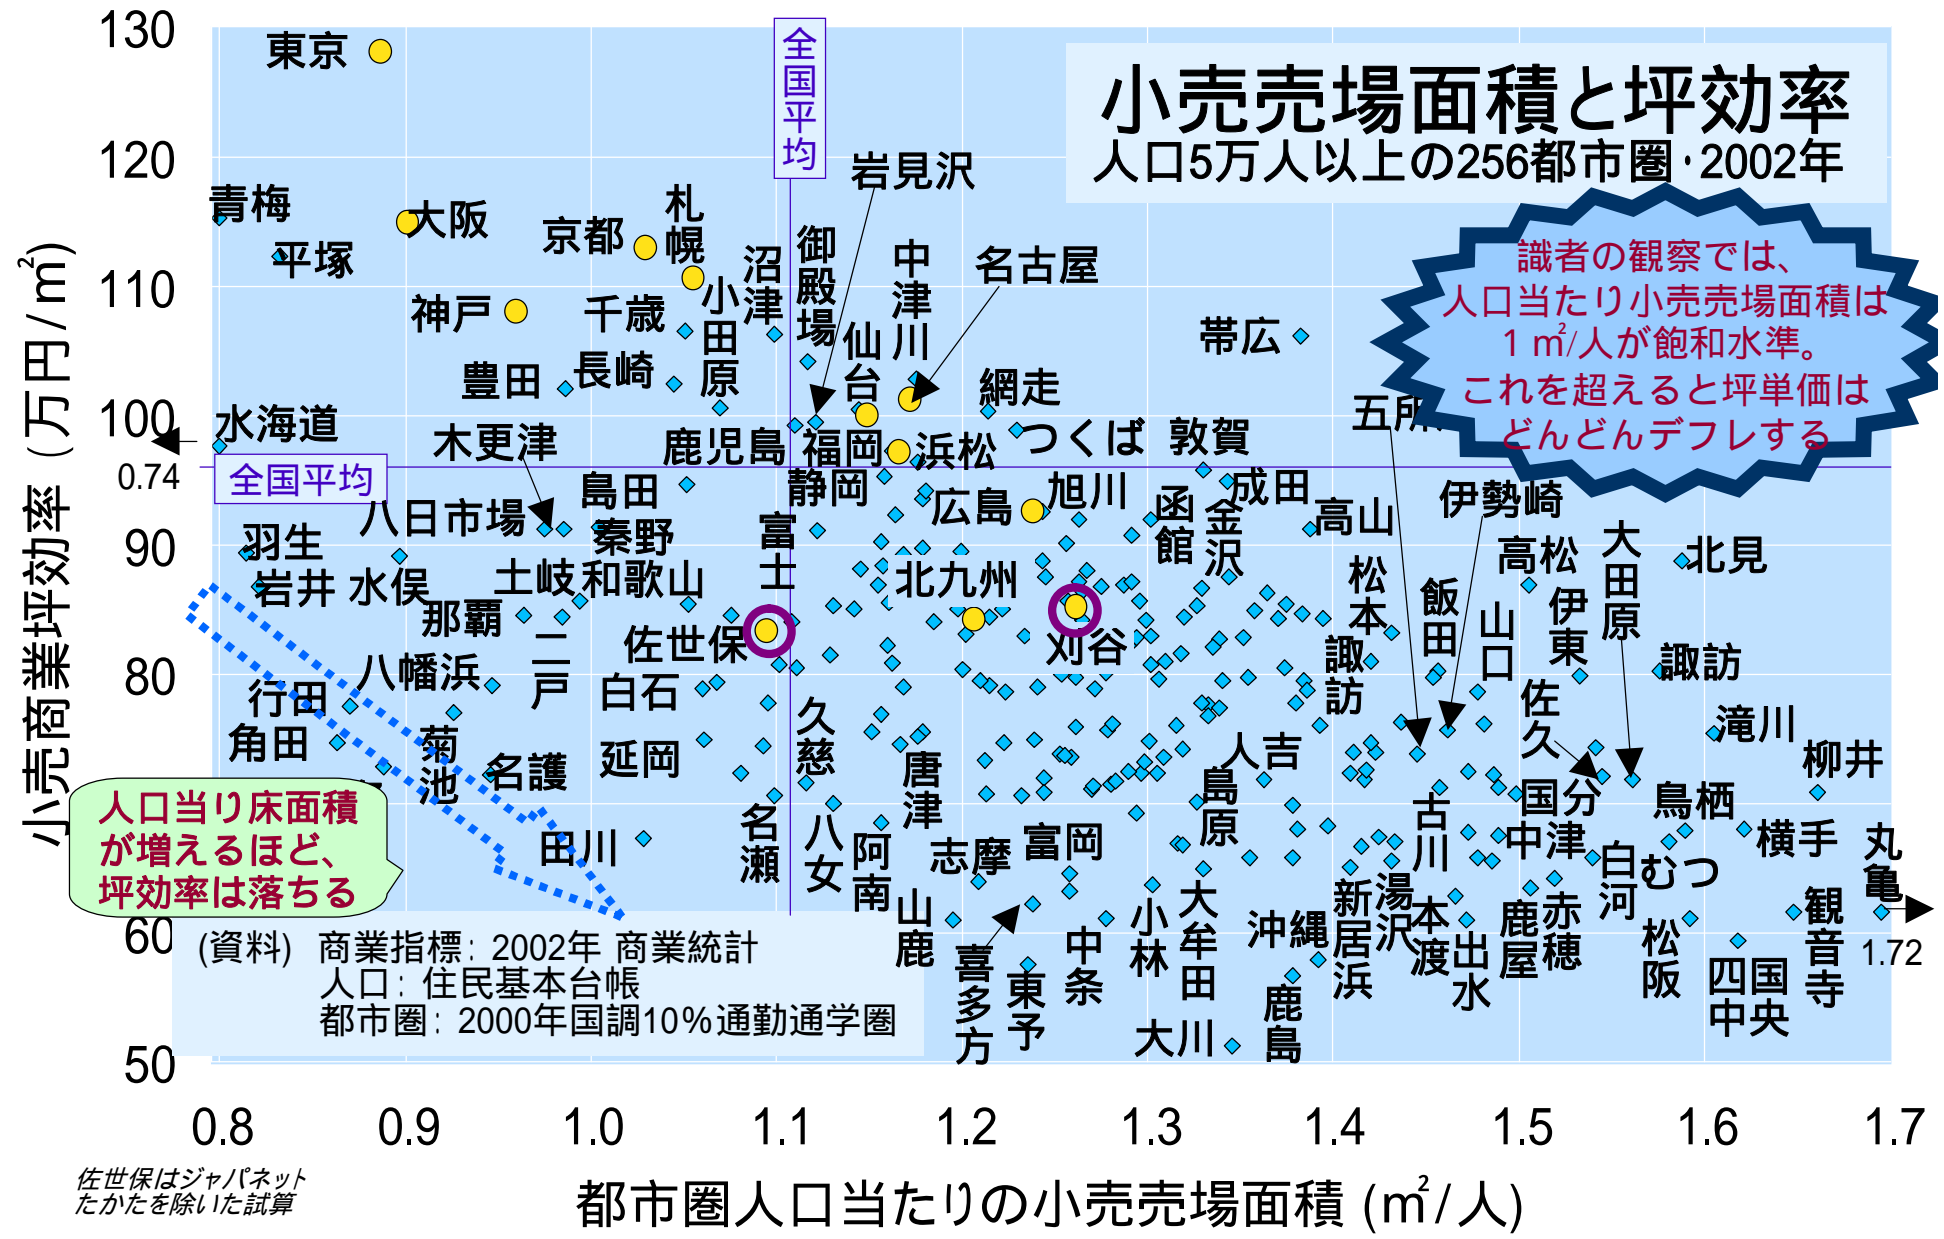 小売売場面積と坪効率
人口5万人以上の256都市圏・2002年
識者の観察では、
人口当たり小売売場面積は
1㎡/人が飽和水準。
これを超えると坪単価は
どんどんデフレする
人口当り床面積
が増えるほど、
坪効率は落ちる
小売商業坪効率 (万円/㎡)
130
120
110
100
90
80
60
50
0.74
1.72
全国平均
全国平均
東京
青梅
平塚
大阪
京都
札幌
神戸
千歳
小田原
沼津
御殿場
岩見沢
中津川
名古屋
仙台
帯広
豊田
長崎
網走
水海道
木更津
鹿児島
福岡
浜松
つくば
敦賀
五所
島田
静岡
広島
旭川
成田
伊勢崎
八日市場
秦野
富士
函館
金沢
高山
高松
大田原
北見
羽生
岩井
水俣
土岐
和歌山
北九州
松本
飯田
山口
伊東
那覇
二戸
佐世保
刈谷
諏訪
諏訪
行田
八幡浜
白石
久慈
佐久
滝川
角田
菊池
名護
延岡
唐津
人吉
島原
柳井
国分
鳥栖
田川
名瀬
八女
阿南
志摩
富岡
古川
中津
横手
丸亀
白河
むつ
山鹿
喜多方
東予
中条
小林
大牟田
沖縄
新居浜
湯沢
本渡
出水
鹿屋
赤穂
松阪
四国中央
観音寺
大川
鹿島
(資料) 商業指標：2002年 商業統計
人口：住民基本台帳
都市圏：2000年国調10%通勤通学圏
0.8 0.9 1.0 1.1 1.2 1.3 1.4 1.5 1.6 1.7
都市圏人口当たりの小売売場面積 (㎡/人)
佐世保はジャパネット
たかたを除いた試算